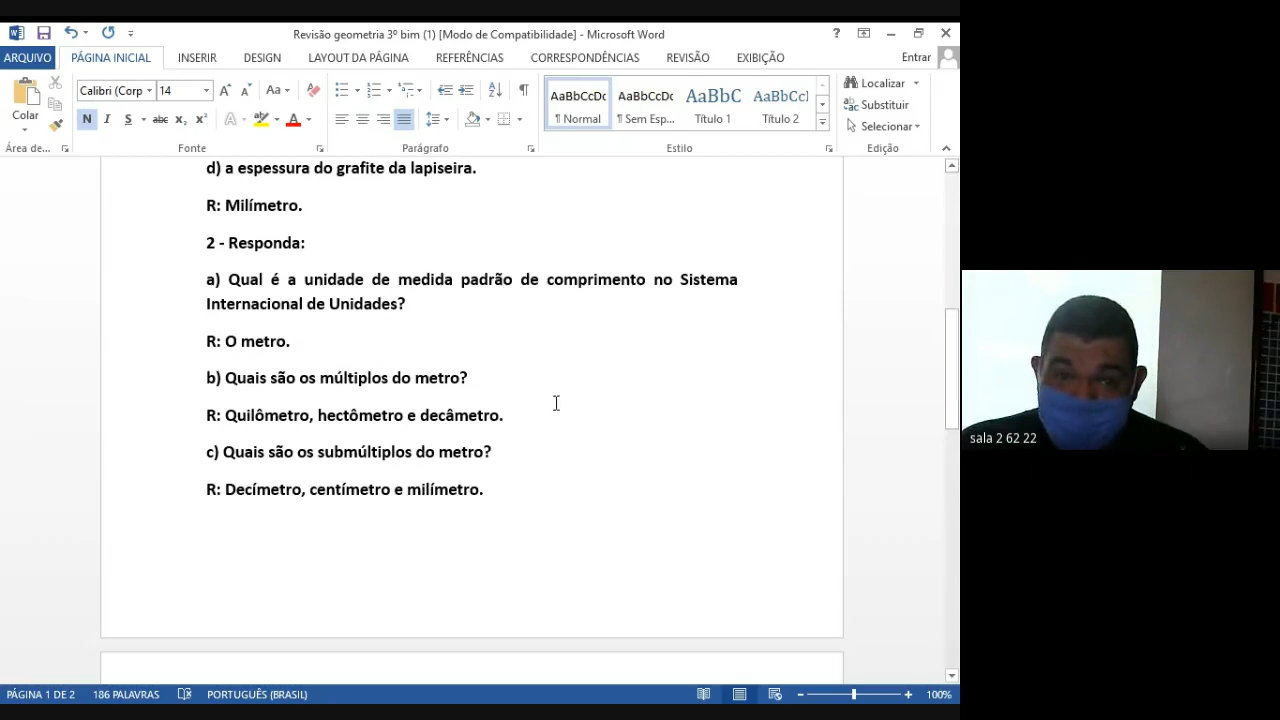 Revisão geometria 3º bim (1) [Modo de Compatibilidade] - Microsoft Word
ARQUIVO PÁGINA INICIAL INSERIR DESIGN LAYOUT DA PÁGINA REFERÊNCIAS CORRESPONDÊNCIAS REVISÃO EXIBIÇÃO Entrar
Colar
Área de...
Calibri (Corp 14
Fonte
Parágrafo
AaBbCcDc AaBbCcDc AaBbC AaBbCcI
¶ Normal ¶ Sem Esp... Título 1 Título 2
Estilo
Localizar
Substituir
Selecionar
Edição
d) a espessura do grafite da lapiseira.
R: Milímetro.
2 - Responda:
a) Qual é a unidade de medida padrão de comprimento no Sistema
Internacional de Unidades?
R: O metro.
b) Quais são os múltiplos do metro?
R: Quilômetro, hectômetro e decâmetro.
c) Quais são os submúltiplos do metro?
R: Decímetro, centímetro e milímetro.
sala 2 62 22
PÁGINA 1 DE 2 186 PALAVRAS PORTUGUÊS (BRASIL) 100%